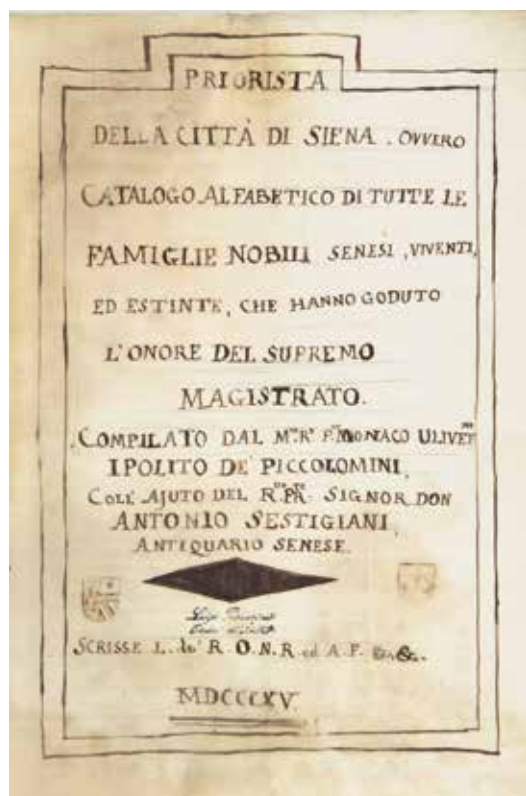 PRIORISTA
DELLA CITTÀ DI SIENA. OVVERO
CATALOGO ALFABETICO DI TUTTE LE
FAMIGLIE NOBILI SENESI, VIVENTI,
ED ESTINTE, CHE HANNO GODUTO
L'ONORE DEL SUPREMO
MAGISTRATO.
COMPILATO DAL M.R. P. MONACO ULIVET
IPOLITO DE' PICCOLOMINI,
COLL' AJUTO DEL SIGNOR DON
ANTONIO SESTIGIANI,
ANTIQUARIO SENESE.
SCRISSE L. R. O. N. R. ed A. F. &. &.
MDCCCXV.